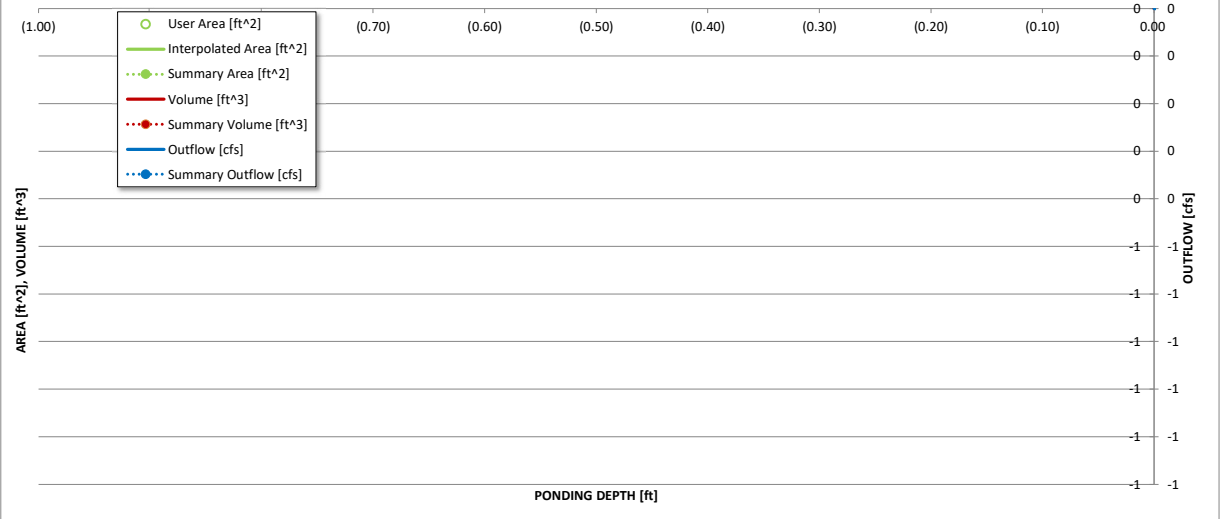 0 0
(1.00) (0.70) (0.60) (0.50) (0.40) (0.30) (0.20) (0.10) 0.00
User Area [ft^2]
Interpolated Area [ft^2]
Summary Area [ft^2]
Volume [ft^3]
Summary Volume [ft^3]
Outflow [cfs]
Summary Outflow [cfs]
0 0
0 0
0 0
0 0
-1 -1
-1 -1
-1 -1
-1 -1
-1 -1
-1 -1
AREA [ft^2], VOLUME [ft^3]
OUTFLOW [cfs]
PONDING DEPTH [ft]